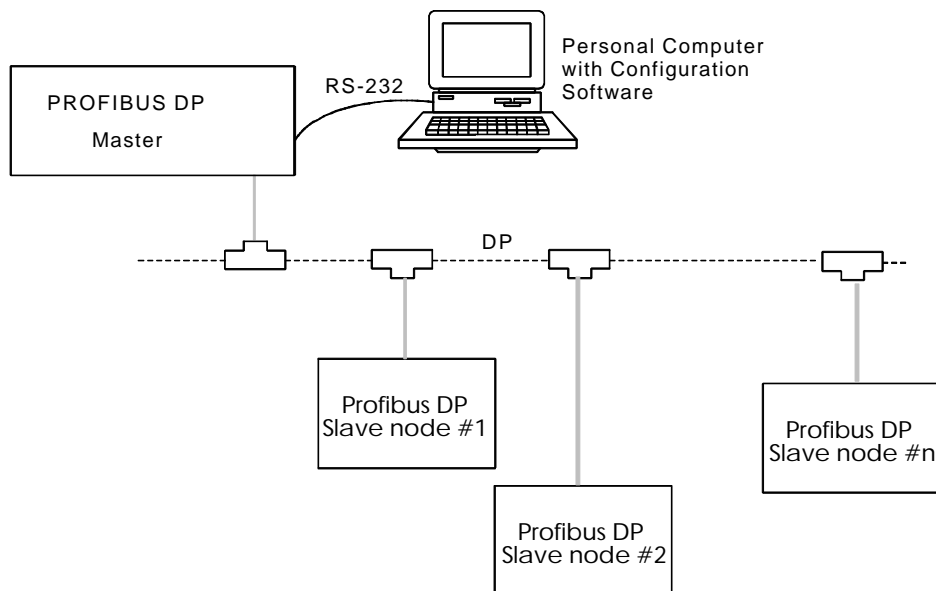 PROFIBUS DP
Master
RS-232
Personal Computer
with Configuration
Software
DP
Profibus DP
Slave node #1
Profibus DP
Slave node #2
Profibus DP
Slave node #n